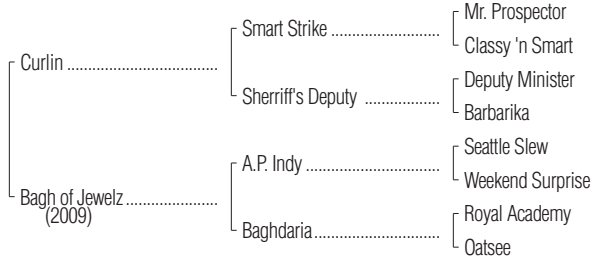 Mr. Prospector
Smart Strike ......................
Classy 'n Smart
Curlin ..............................
Deputy Minister
Sherriff's Deputy ...............
Barbarika
Seattle Slew
A.P. Indy ...........................
Weekend Surprise
Bagh of Jewelz ..................
(2009)
Royal Academy
Baghdaria.........................
Oatsee